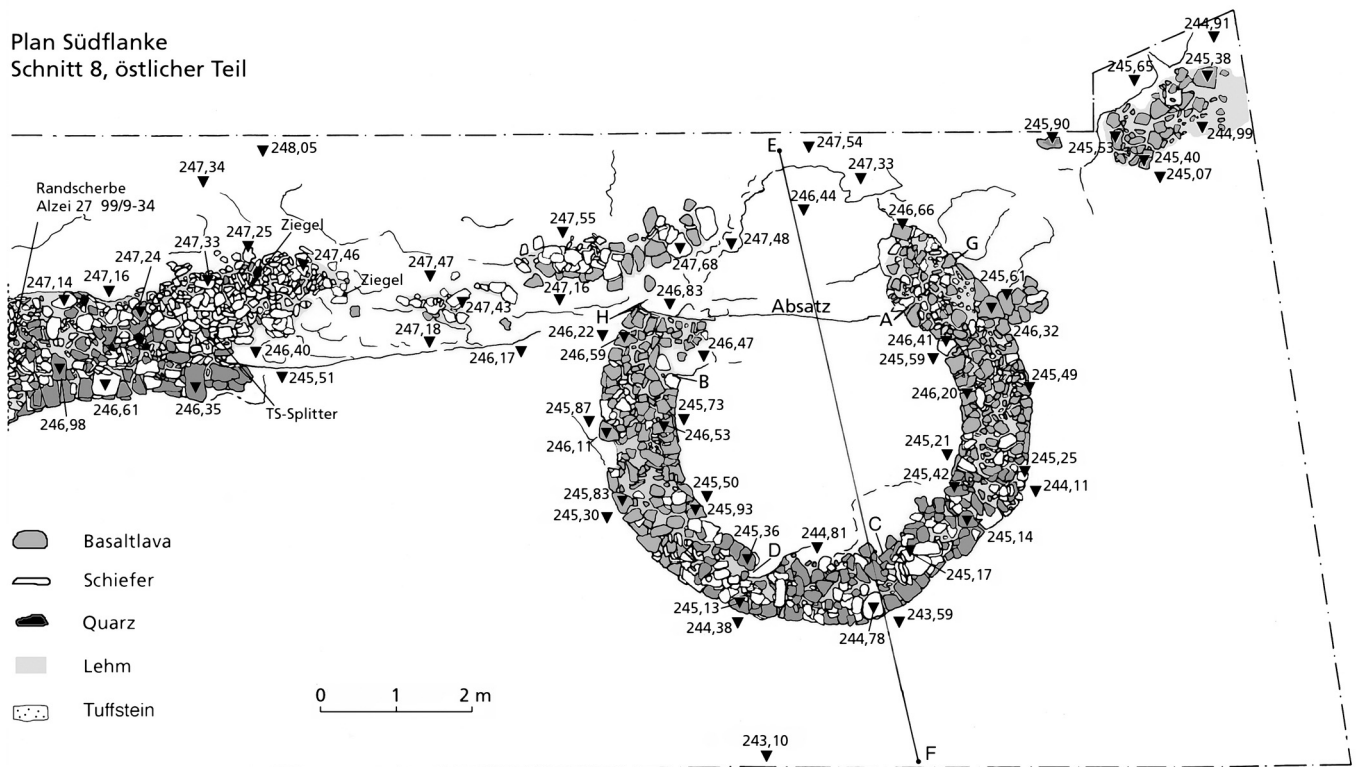 Plan Südflanke
Schnitt 8, östlicher Teil
244,91
245,65
245,38
245,90
245,53
244,99
245,40
245,07
248,05
E
247,54
247,34
247,33
246,44
Randscherbe
Alzei 27 99/9-34
Ziegel
247,55
246,66
247,25
247,33
247,48
G
247,24
247,46
247,47
247,68
247,14
247,16
Ziegel
245,61
247,16
246,83
247,43
H
Absatz
A
247,18
246,22
246,32
246,41
246,40
246,17
246,59
246,47
245,59
245,51
B
245,49
246,61
246,35
TS-Splitter
246,20
246,98
245,87
245,73
246,11
246,53
245,21
245,42
245,25
245,50
244,11
245,83
245,93
245,30
245,36
244,81
C
D
245,14
245,17
245,13
243,59
244,38
244,78
Basaltlava
Schiefer
Quarz
Lehm
Tuffstein
0 1 2 m
243,10
F